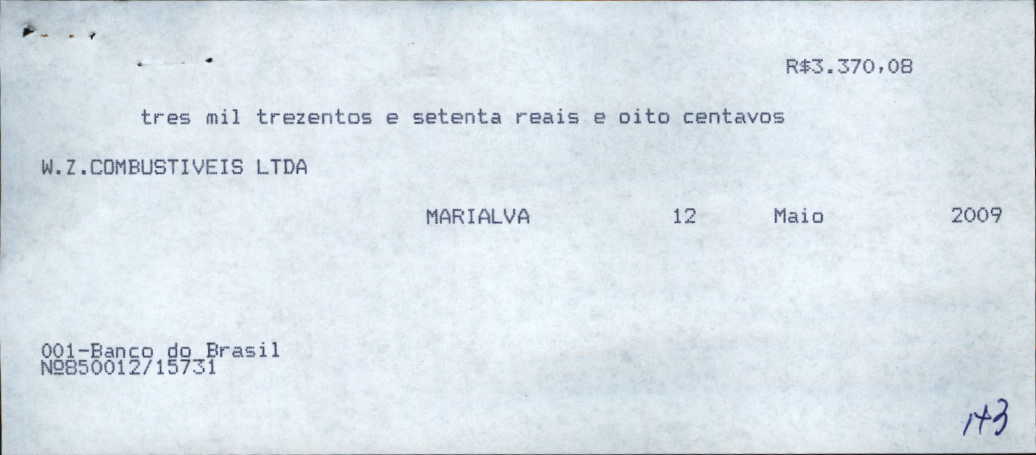 R$3.370,08
tres mil trezentos e setenta reais e oito centavos
W.Z.COMBUSTIVEIS LTDA
MARIALVA 12 Maio 2009
001-Banco do Brasil
Nº850012/15731
143